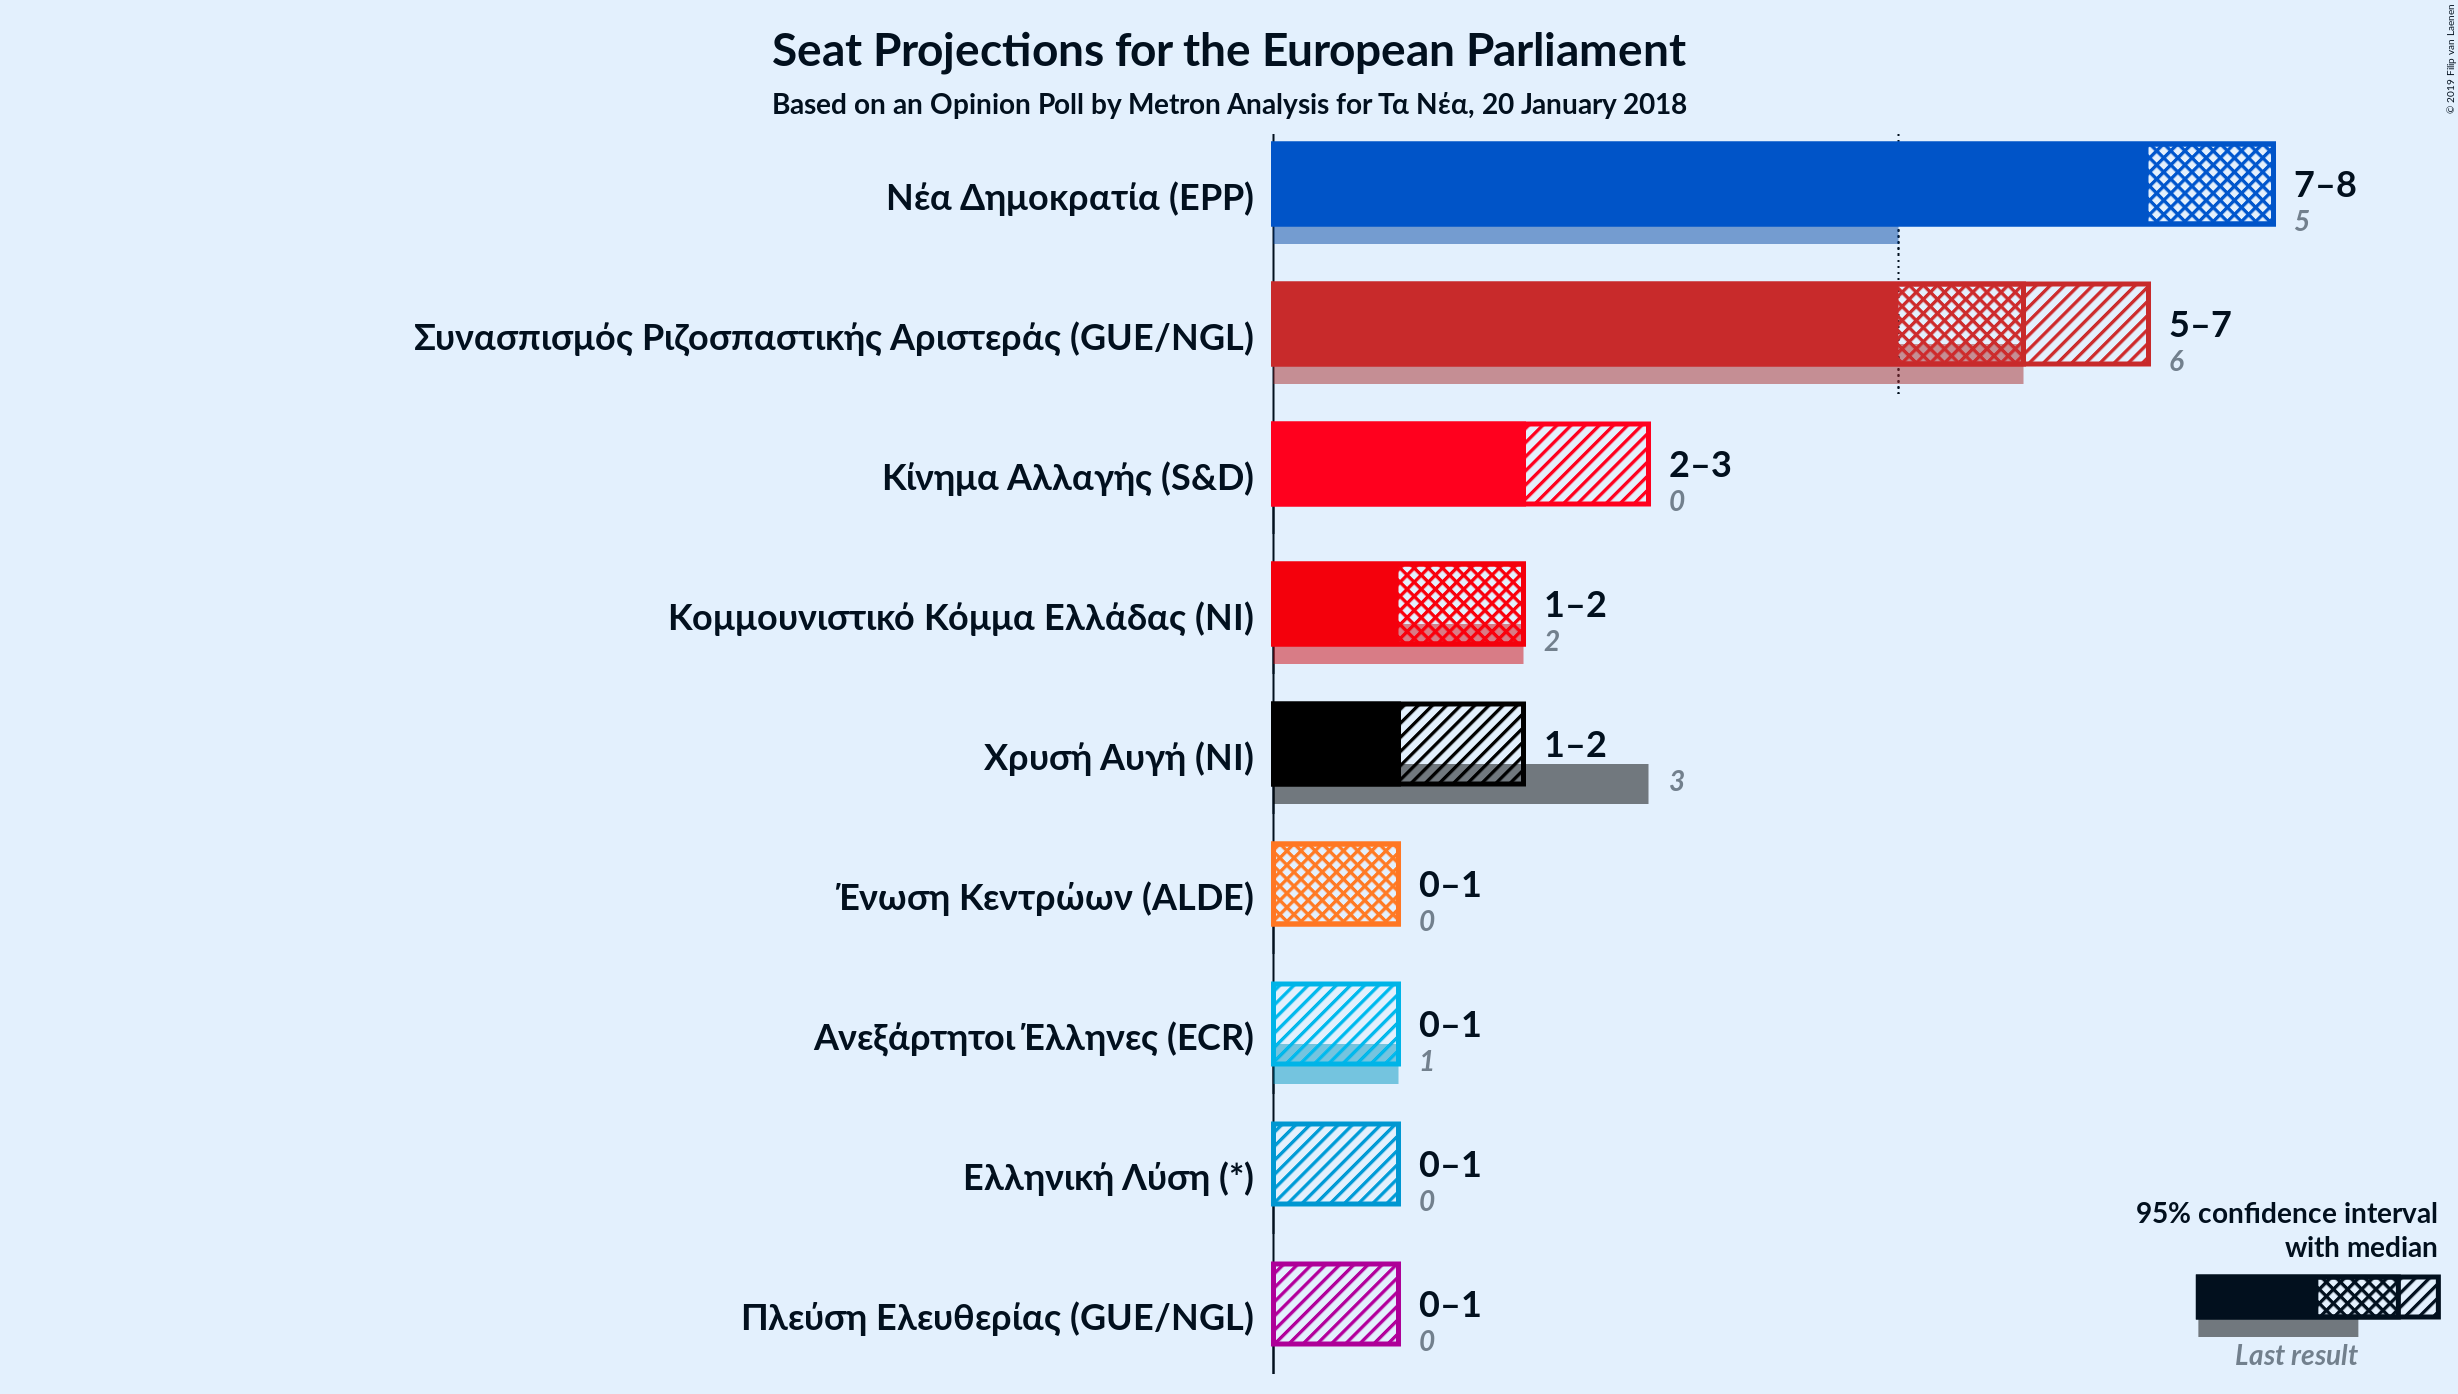 Seat Projections for the European Parliament
Based on an Opinion Poll by Metron Analysis for Τα Νέα, 20 January 2018
© 2019 Filip van Laenen
Νέα Δημοκρατία (EPP)
7–8
5
Συνασπισμός Ριζοσπαστικής Αριστεράς (GUE/NGL)
5–7
6
Κίνημα Αλλαγής (S&D)
2–3
0
Κομμουνιστικό Κόμμα Ελλάδας (NI)
1–2
2
Χρυσή Αυγή (NI)
1–2
3
Ένωση Κεντρώων (ALDE)
0–1
0
Ανεξάρτητοι Έλληνες (ECR)
0–1
1
Ελληνική Λύση (*)
0–1
0
Πλεύση Ελευθερίας (GUE/NGL)
0–1
0
95% confidence interval
with median
Last result